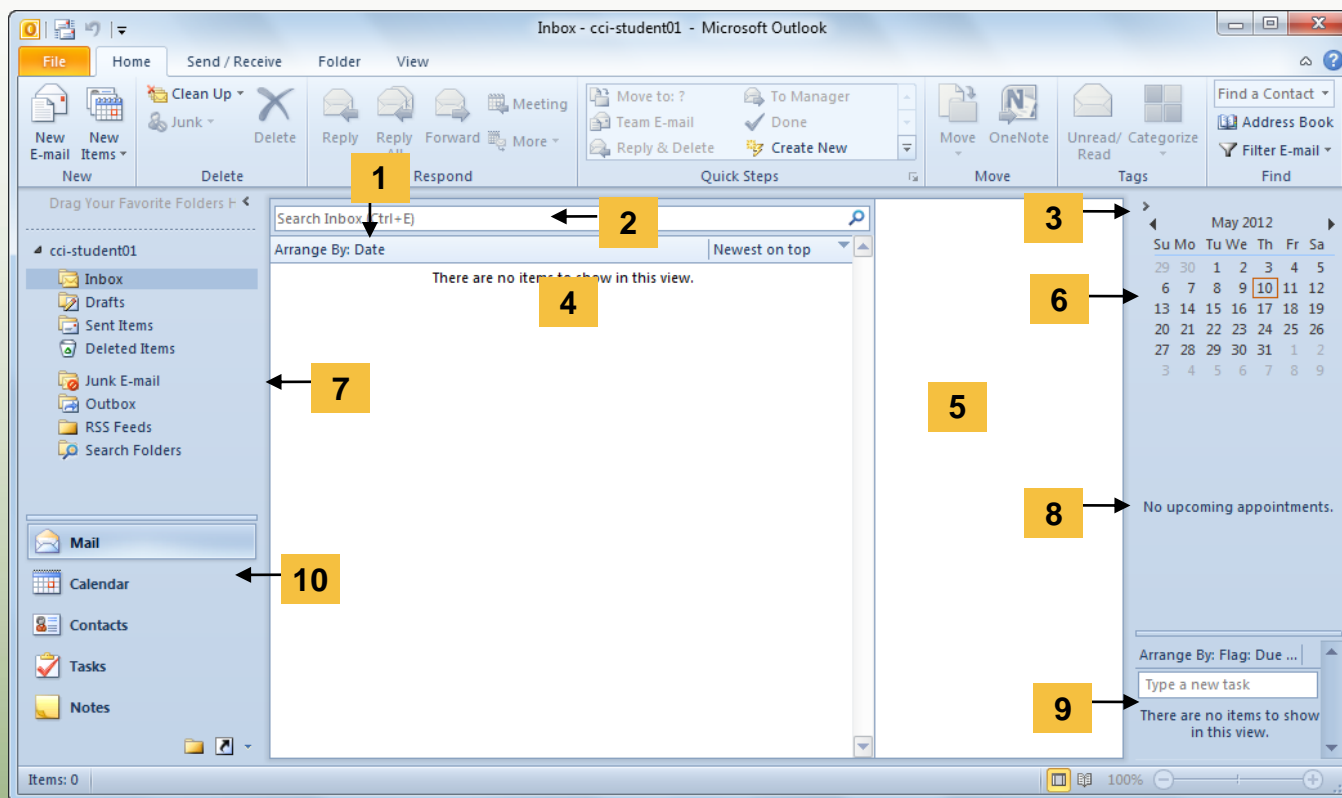 Inbox - cci-student01 - Microsoft Outlook
File Home Send / Receive Folder View
New E-mail
New Items
New
Clean Up
Junk
Delete
Delete
Reply
Reply All
Forward
Meeting
More
Respond
Move to: ?
Team E-mail
Reply & Delete
To Manager
Done
Create New
Quick Steps
Move
OneNote
Move
Unread/ Read
Categorize
Tags
Find a Contact
Address Book
Filter E-mail
Find
Drag Your Favorite Folders H
cci-student01
Inbox
Drafts
Sent Items
Deleted Items
Junk E-mail
Outbox
RSS Feeds
Search Folders
Mail
Calendar
Contacts
Tasks
Notes
1
Search Inbox (Ctrl+E)
2
Arrange By: Date Newest on top
There are no items to show in this view.
4
7
10
5
3
6
8
9
May 2012
Su Mo Tu We Th Fr Sa
29 30 1 2 3 4 5
6 7 8 9 10 11 12
13 14 15 16 17 18 19
20 21 22 23 24 25 26
27 28 29 30 31 1 2
3 4 5 6 7 8 9
No upcoming appointments.
Arrange By: Flag: Due ...
Type a new task
There are no items to show
in this view.
Items: 0
100%